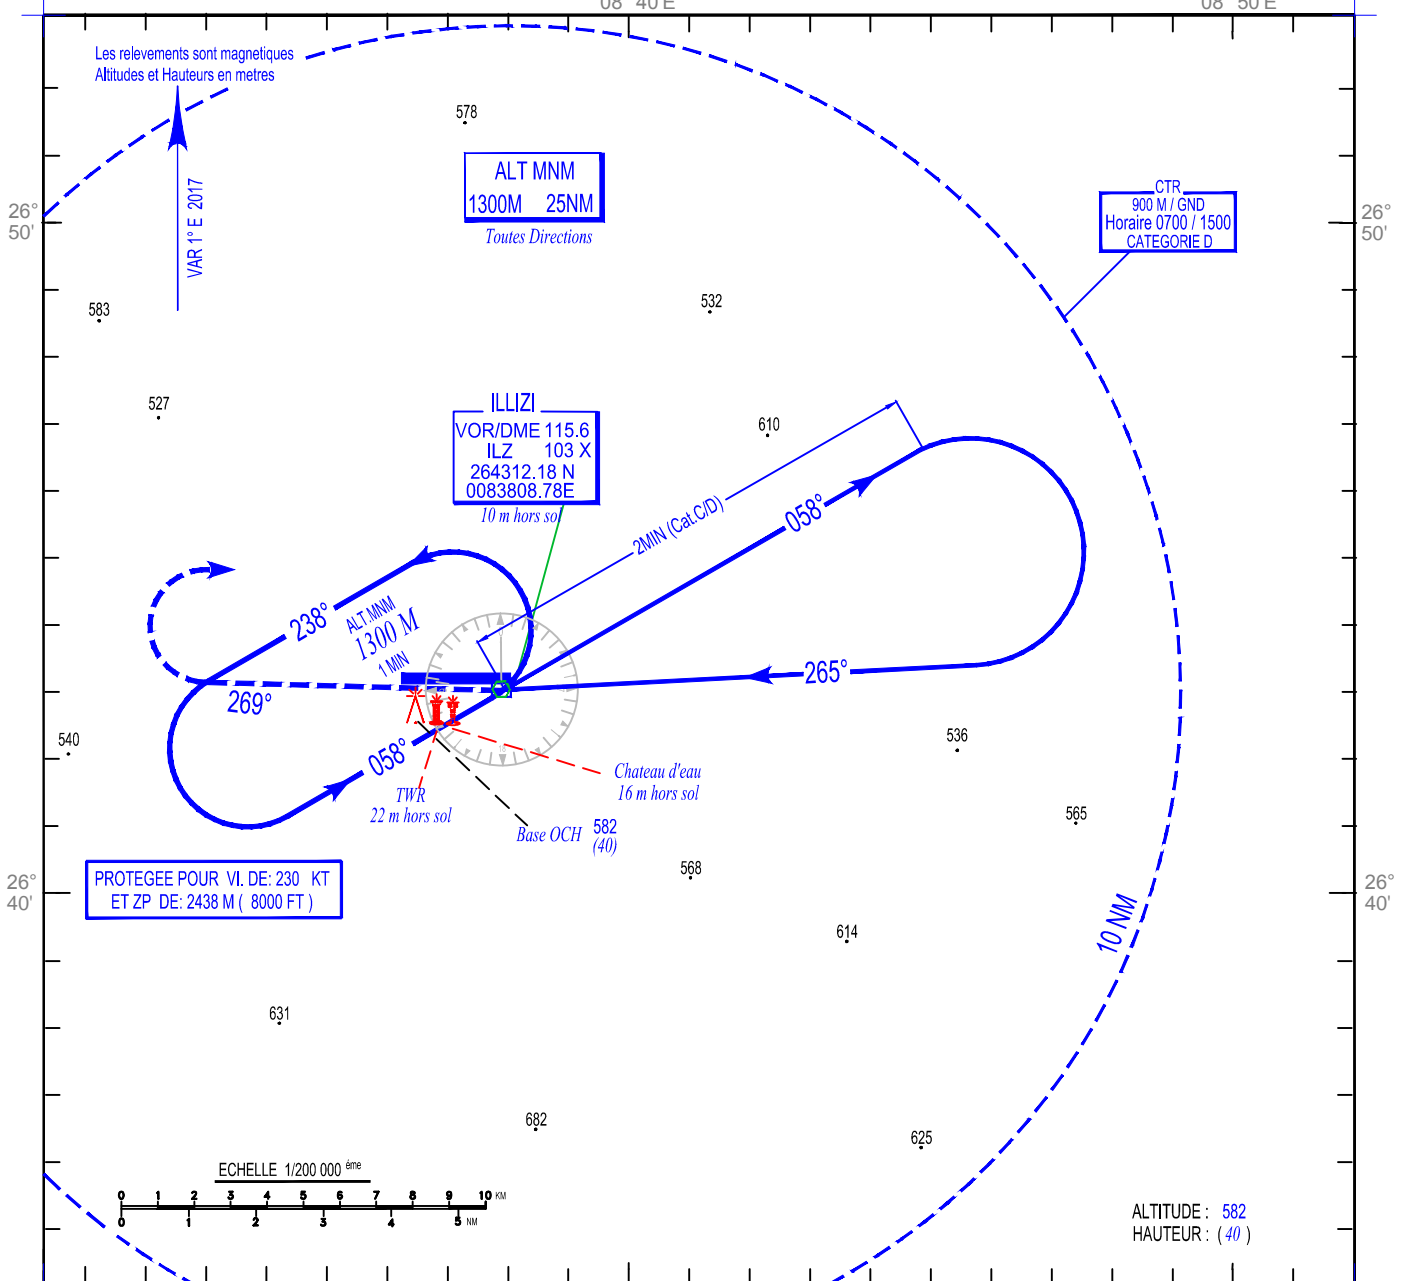 08° 40'E
08° 50'E
Les relevements sont magnetiques
Altitudes et Hauteurs en metres
VAR 1° E 2017
578
ALT MNM
1300M 25NM
Toutes Directions
CTR
900 M / GND
Horaire 0700 / 1500
CATEGORIE D
26°
50'
26°
50'
583
532
527
610
ILLIZI
VOR/DME 115.6
ILZ 103 X
264312.18 N
0083808.78E
10 m hors sol
2MIN (Cat.C/D)
058°
238°
ALT.MNM
1300 M
1 MIN
265°
269°
058°
540
536
Chateau d'eau
16 m hors sol
TWR
22 m hors sol
Base OCH 582
(40)
565
568
PROTEGEE POUR VI. DE: 230 KT
ET ZP DE: 2438 M ( 8000 FT )
26°
40'
26°
40'
10 NM
614
631
682
625
ECHELLE 1/200 000 éme
0 1 2 3 4 5 6 7 8 9 10 KM
0 1 2 3 4 5 NM
ALTITUDE : 582
HAUTEUR : ( 40 )